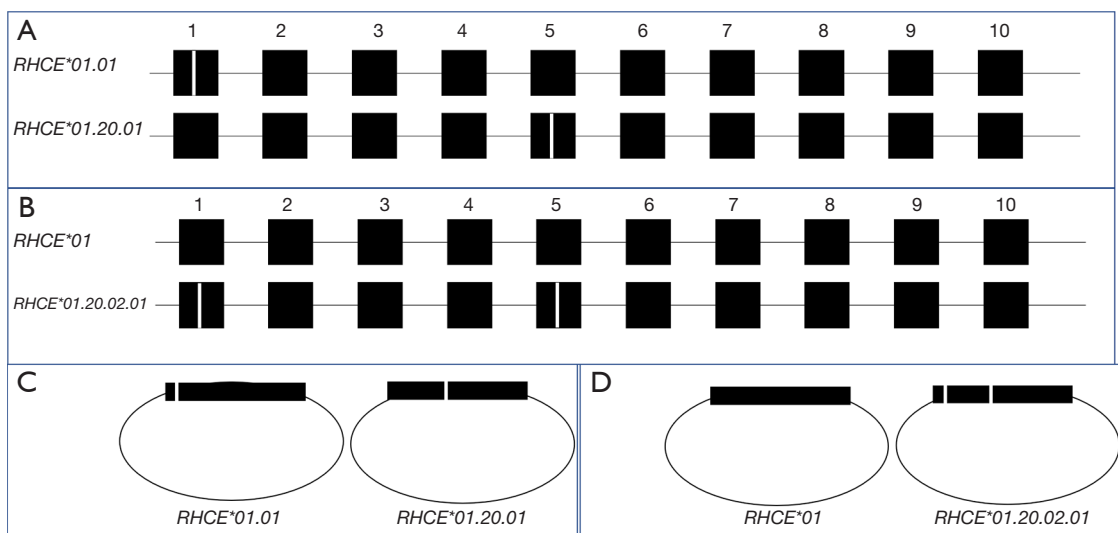 A
1 2 3 4 5 6 7 8 9 10
RHCE*01.01
RHCE*01.20.01
B
1 2 3 4 5 6 7 8 9 10
RHCE*01
RHCE*01.20.02.01
C
RHCE*01.01 RHCE*01.20.01
D
RHCE*01 RHCE*01.20.02.01